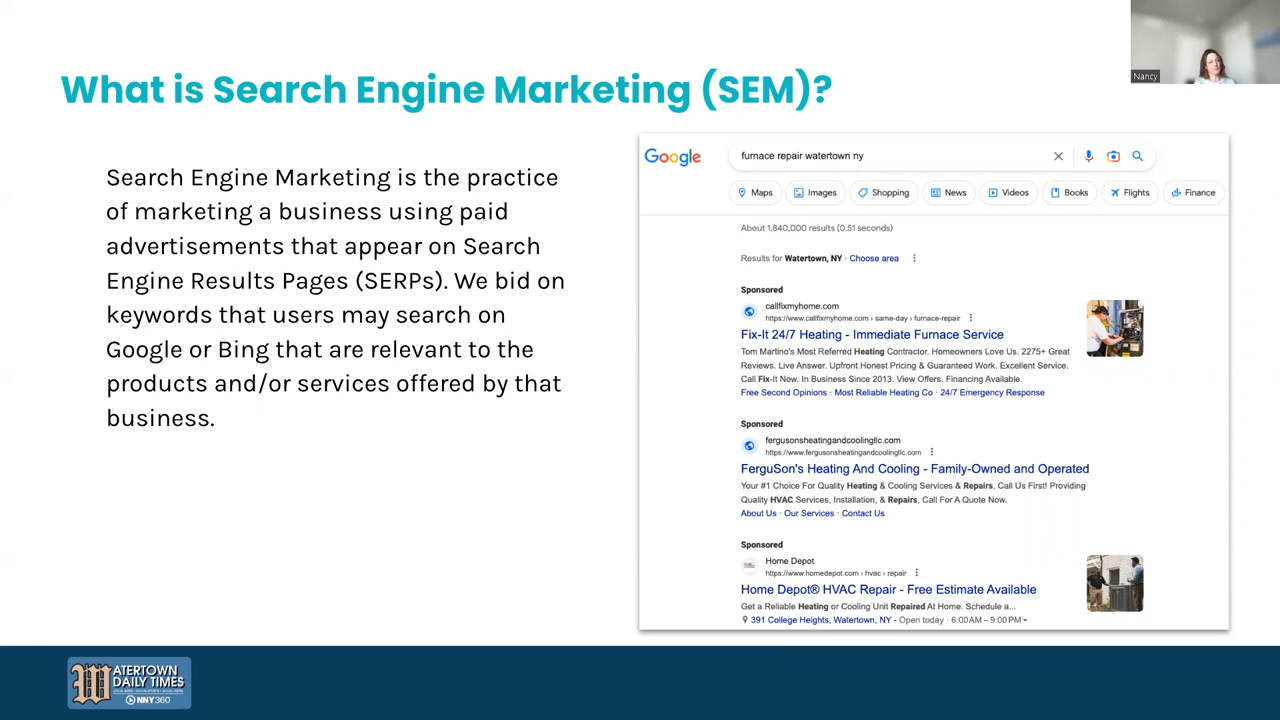 Nancy
What is Search Engine Marketing (SEM)?
Search Engine Marketing is the practice
of marketing a business using paid
advertisements that appear on Search
Engine Results Pages (SERPs). We bid on
keywords that users may search on
Google or Bing that are relevant to the
products and/or services offered by that
business.
Google
furnace repair watertown ny
Maps Images Shopping News Videos Books Flights Finance
About 1,840,000 results (0.51 seconds)
Results for Watertown, NY · Choose area
Sponsored
callfixmyhome.com
https://www.callfixmyhome.com › same-day › furnace-repair
Fix-It 24/7 Heating - Immediate Furnace Service
Tom Martino's Most Referred Heating Contractor. Homeowners Love Us. 2275+ Great
Reviews. Live Answer. Upfront Honest Pricing & Guaranteed Work. Excellent Service.
Call Fix-It Now. In Business Since 2013. View Offers. Financing Available.
Free Second Opinions · Most Reliable Heating Co · 24/7 Emergency Response
Sponsored
fergusonsheatingandcoolingllc.com
https://www.fergusonsheatingandcoolingllc.com
FerguSon's Heating And Cooling - Family-Owned and Operated
Your #1 Choice For Quality Heating & Cooling Services & Repairs, Call Us First! Providing
Quality HVAC Services, Installation, & Repairs, Call For A Quote Now.
About Us · Our Services · Contact Us
Sponsored
Home Depot
https://www.homedepot.com › hvac › repair
Home Depot® HVAC Repair - Free Estimate Available
Get a Reliable Heating or Cooling Unit Repaired At Home. Schedule a...
391 College Heights, Watertown, NY - Open today · 6:00AM – 9:00PM
WATERTOWN
DAILY TIMES
NNY360